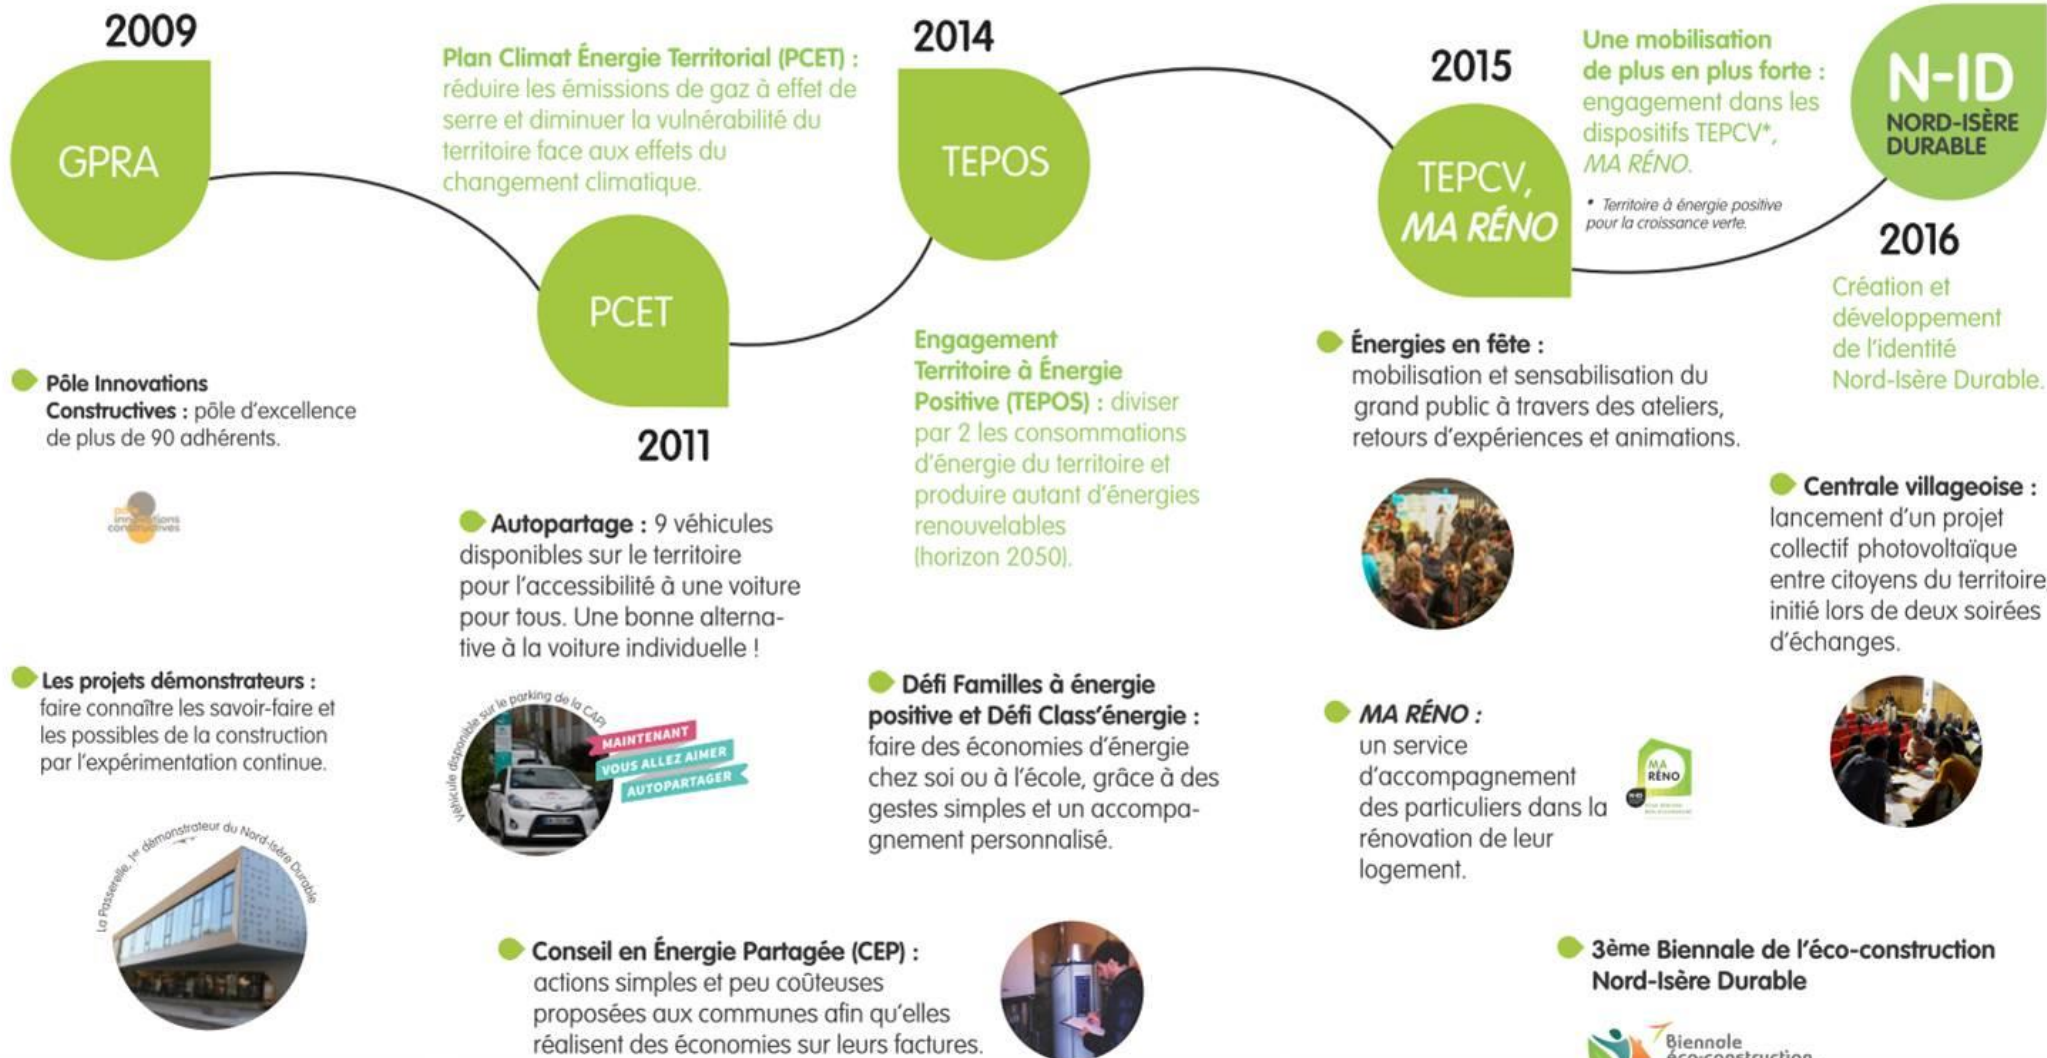 2009
GPRA
Pôle Innovations
Constructives : pôle d'excellence
de plus de 90 adhérents.
pôle
innovations
constructives
Les projets démonstrateurs :
faire connaître les savoir-faire et
les possibles de la construction
par l'expérimentation continue.
La Passerelle, 1er démonstrateur du Nord-Isère Durable
Plan Climat Énergie Territorial (PCET) :
réduire les émissions de gaz à effet de
serre et diminuer la vulnérabilité du
territoire face aux effets du
changement climatique.
PCET
2011
Autopartage : 9 véhicules
disponibles sur le territoire
pour l'accessibilité à une voiture
pour tous. Une bonne alterna-
tive à la voiture individuelle !
Véhicule disponible sur le parking de la CAPI
MAINTENANT
VOUS ALLEZ AIMER
AUTOPARTAGER
Conseil en Énergie Partagée (CEP) :
actions simples et peu coûteuses
proposées aux communes afin qu'elles
réalisent des économies sur leurs factures.
2014
TEPOS
Engagement
Territoire à Énergie
Positive (TEPOS) : diviser
par 2 les consommations
d'énergie du territoire et
produire autant d'énergies
renouvelables
(horizon 2050).
Défi Familles à énergie
positive et Défi Class'énergie :
faire des économies d'énergie
chez soi ou à l'école, grâce à des
gestes simples et un accompa-
gnement personnalisé.
2015
TEPCV,
MA RÉNO
Une mobilisation
de plus en plus forte :
engagement dans les
dispositifs TEPCV*,
MA RÉNO.
* Territoire à énergie positive
pour la croissance verte.
Énergies en fête :
mobilisation et sensabilisation du
grand public à travers des ateliers,
retours d'expériences et animations.
MA RÉNO :
un service
d'accompagnement
des particuliers dans la
rénovation de leur
logement.
MA
RÉNO
N-ID
NORD-ISÈRE
DURABLE
2016
Création et
développement
de l'identité
Nord-Isère Durable.
Centrale villageoise :
lancement d'un projet
collectif photovoltaïque
entre citoyens du territoire
initié lors de deux soirées
d'échanges.
3ème Biennale de l'éco-construction
Nord-Isère Durable
Biennale
éco-construction